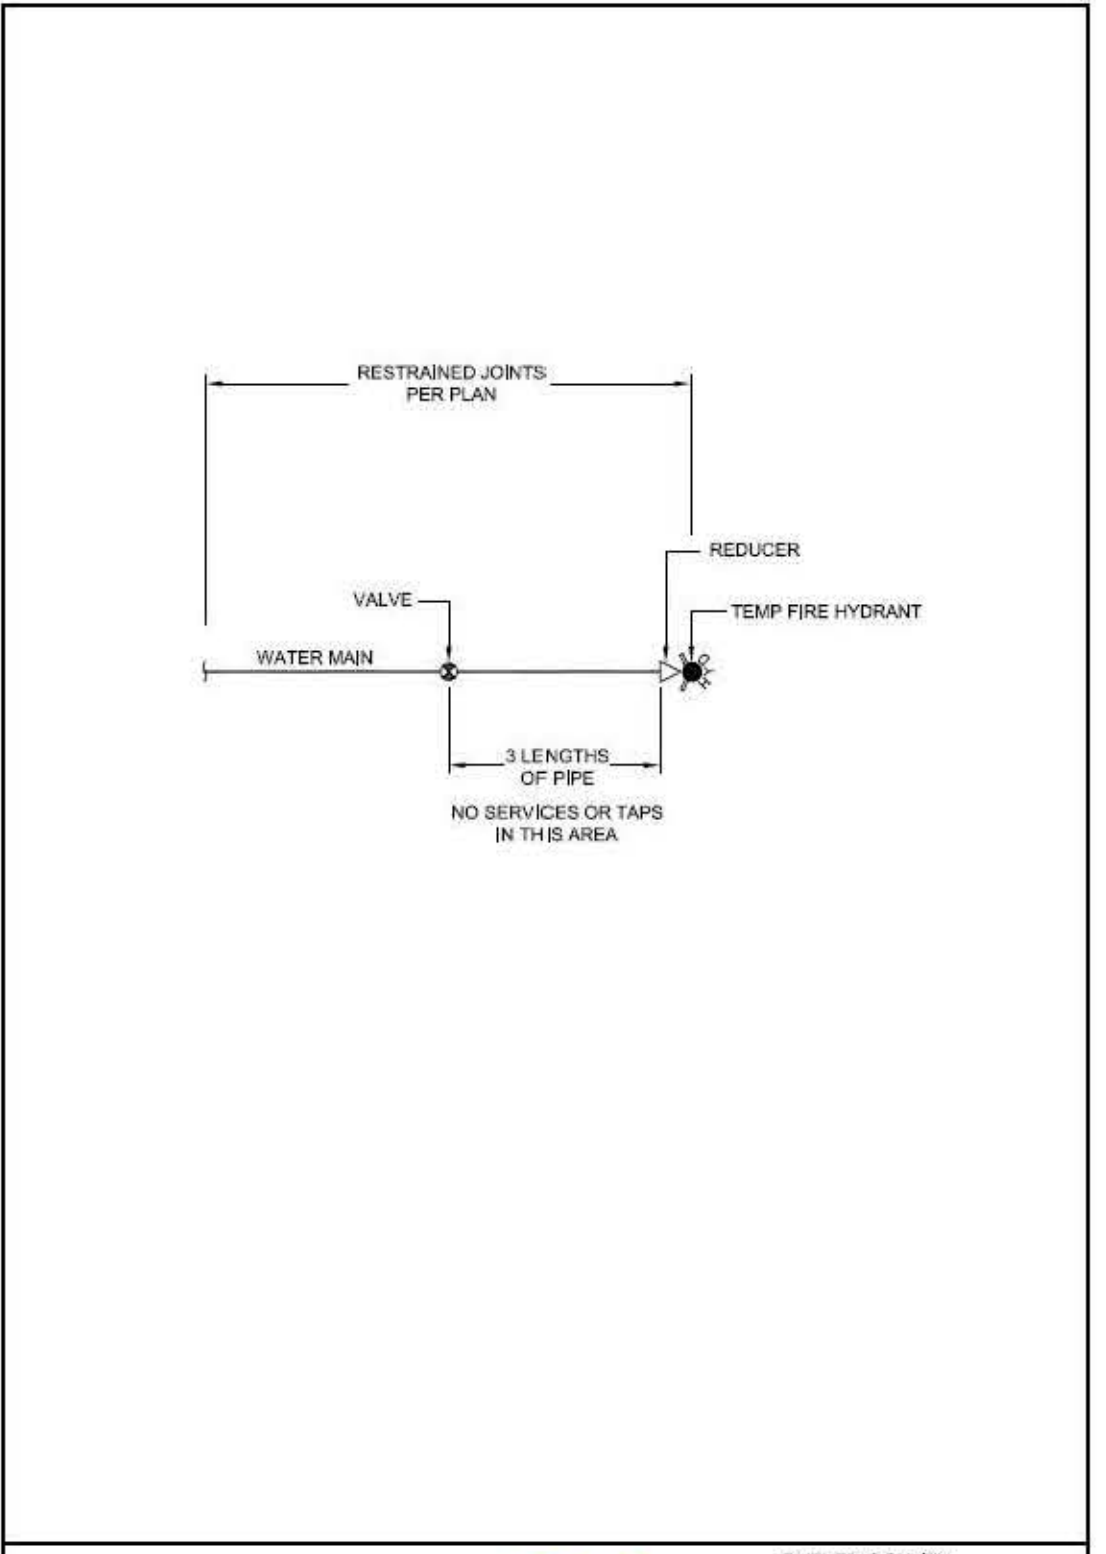 RESTRAINED JOINTS
PER PLAN
REDUCER
VALVE
TEMP FIRE HYDRANT
WATER MAIN
HYD
3 LENGTHS
OF PIPE
NO SERVICES OR TAPS
IN THIS AREA